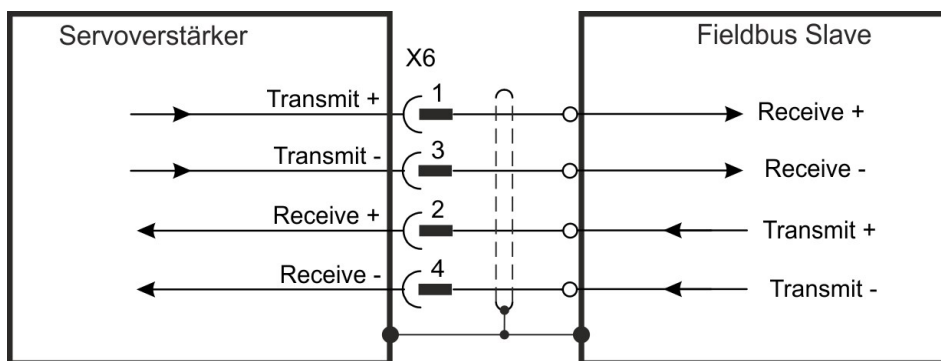 Servoverstärker
Fieldbus Slave
X6
Transmit + 1 Receive +
Transmit - 3 Receive -
Receive + 2 Transmit +
Receive - 4 Transmit -